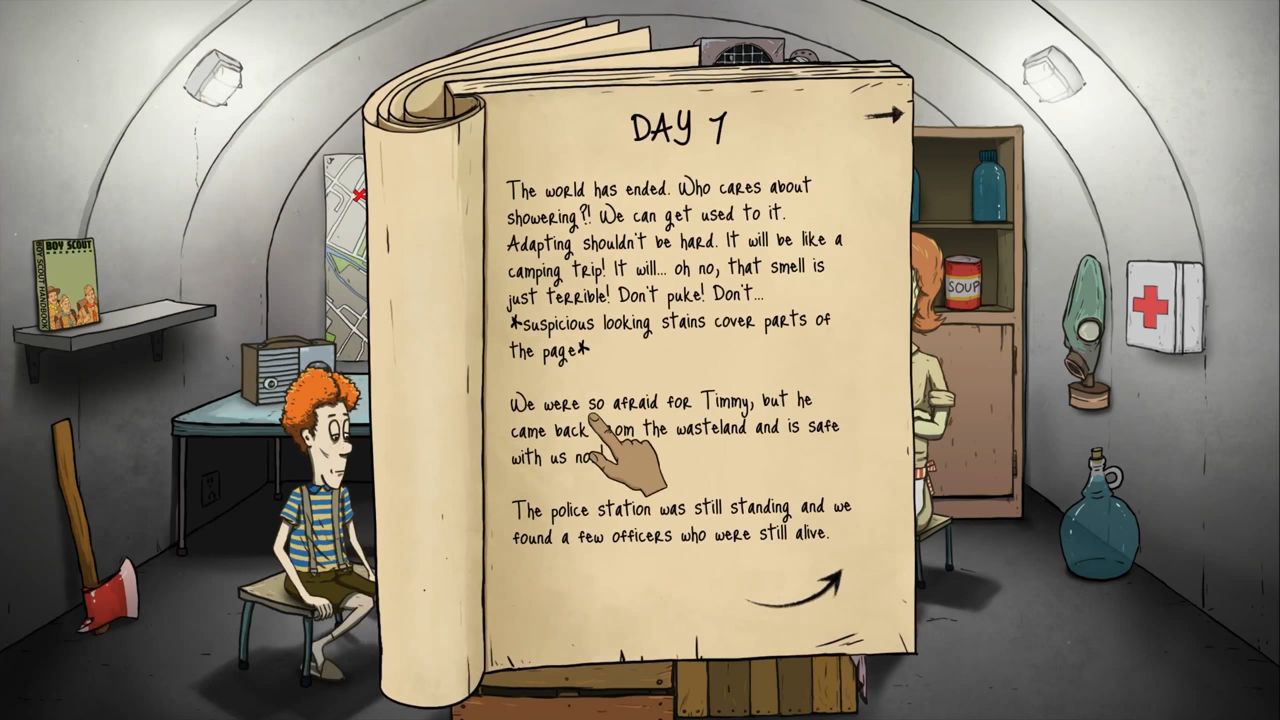 DAY 7
The world has ended. Who cares about
showering?! We can get used to it.
Adapting shouldn't be hard. It will be like a
camping trip! It will... oh no, that smell is
just terrible! Don't puke! Don't...
*suspicious looking stains cover parts of
the page*
We were so afraid for Timmy, but he
came back the wasteland and is safe
with us
The police station was still standing and we
found a few officers who were still alive.
BOY SCOUT
BOY SCOUT HANDBOOK
SOUP